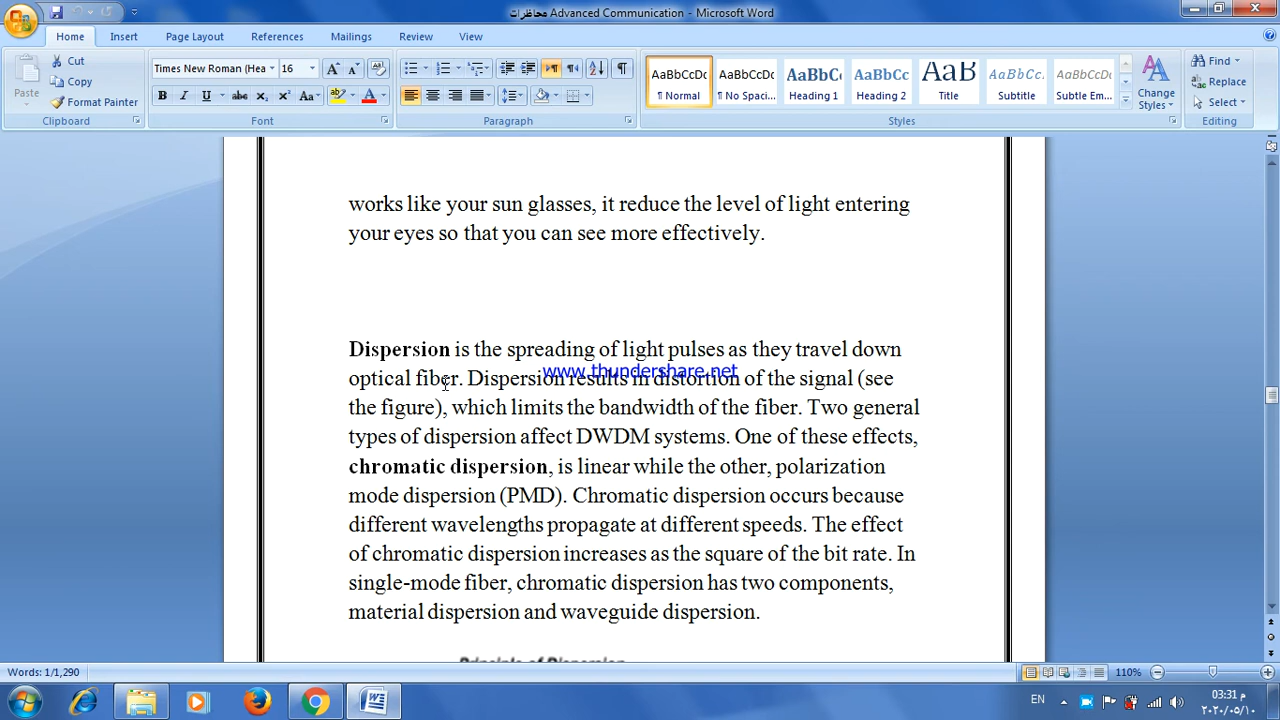 محاظرات Advanced Communication - Microsoft Word
Home Insert Page Layout References Mailings Review View
Paste
Cut
Copy
Format Painter
Clipboard
Times New Roman (Hea 16
Font
Paragraph
AaBbCcDc AaBbCcDc AaBbC AaBbCc AaB AaBbCc. AaBbCcDc
¶ Normal ¶ No Spaci... Heading 1 Heading 2 Title Subtitle Subtle Em...
Change Styles
Styles
Find
Replace
Select
Editing
works like your sun glasses, it reduce the level of light entering
your eyes so that you can see more effectively.
Dispersion is the spreading of light pulses as they travel down
www.thundershare.net
optical fiber. Dispersion results in distortion of the signal (see
the figure), which limits the bandwidth of the fiber. Two general
types of dispersion affect DWDM systems. One of these effects,
chromatic dispersion, is linear while the other, polarization
mode dispersion (PMD). Chromatic dispersion occurs because
different wavelengths propagate at different speeds. The effect
of chromatic dispersion increases as the square of the bit rate. In
single-mode fiber, chromatic dispersion has two components,
material dispersion and waveguide dispersion.
Principle of Dispersion
Words: 1/1,290
110%
EN
03:31 م
٢٠٢٠/٠٥/١٠